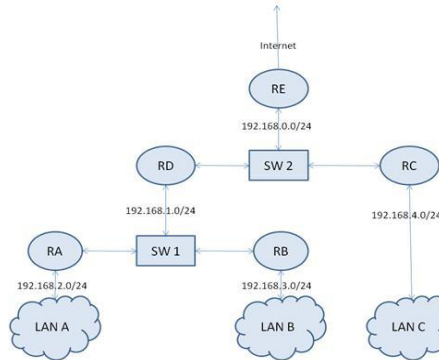 Internet
RE
192.168.0.0/24
RD
SW 2
RC
192.168.1.0/24
192.168.4.0/24
RA
SW 1
RB
192.168.2.0/24
192.168.3.0/24
LAN A
LAN B
LAN C